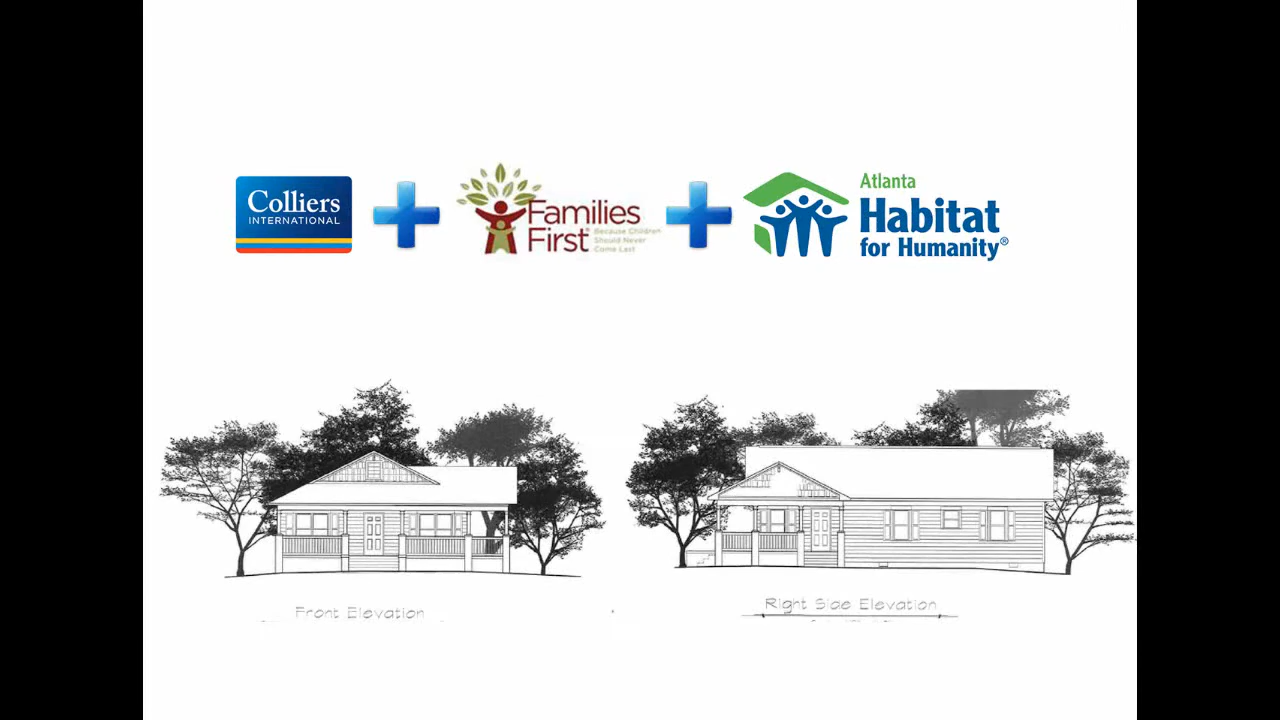 Colliers
INTERNATIONAL
Families
First®
Because Children
Should Never
Come Last
Atlanta
Habitat
for Humanity®
Front Elevation
Right Side Elevation